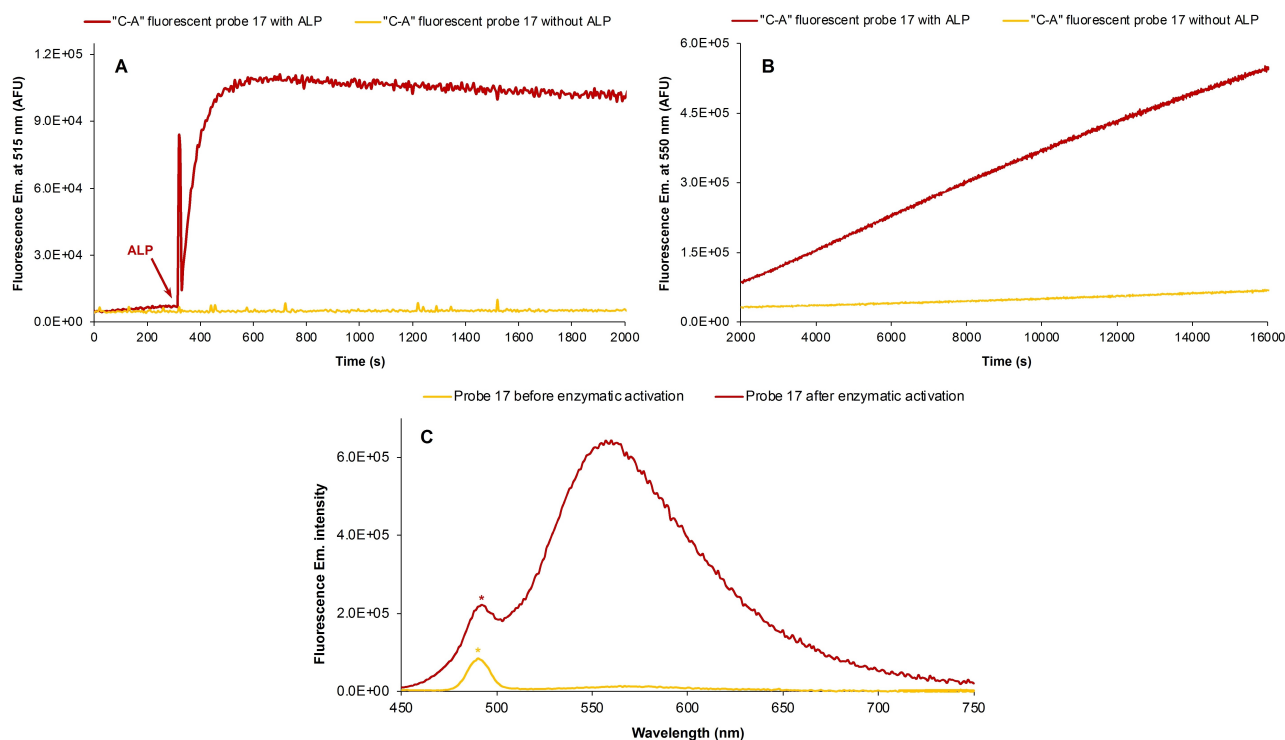 "C-A" fluorescent probe 17 with ALP
"C-A" fluorescent probe 17 without ALP
A
Fluorescence Em. at 515 nm (AFU)
1.2E+05
9.0E+04
6.0E+04
3.0E+04
0.0E+00
ALP
0 200 400 600 800 1000 1200 1400 1600 1800 2000
Time (s)
"C-A" fluorescent probe 17 with ALP
"C-A" fluorescent probe 17 without ALP
B
Fluorescence Em. at 550 nm (AFU)
6.0E+05
4.5E+05
3.0E+05
1.5E+05
0.0E+00
2000 4000 6000 8000 10000 12000 14000 16000
Time (s)
Probe 17 before enzymatic activation
Probe 17 after enzymatic activation
C
Fluorescence Em. intensity
6.0E+05
4.0E+05
2.0E+05
0.0E+00
*
*
450 500 550 600 650 700 750
Wavelength (nm)